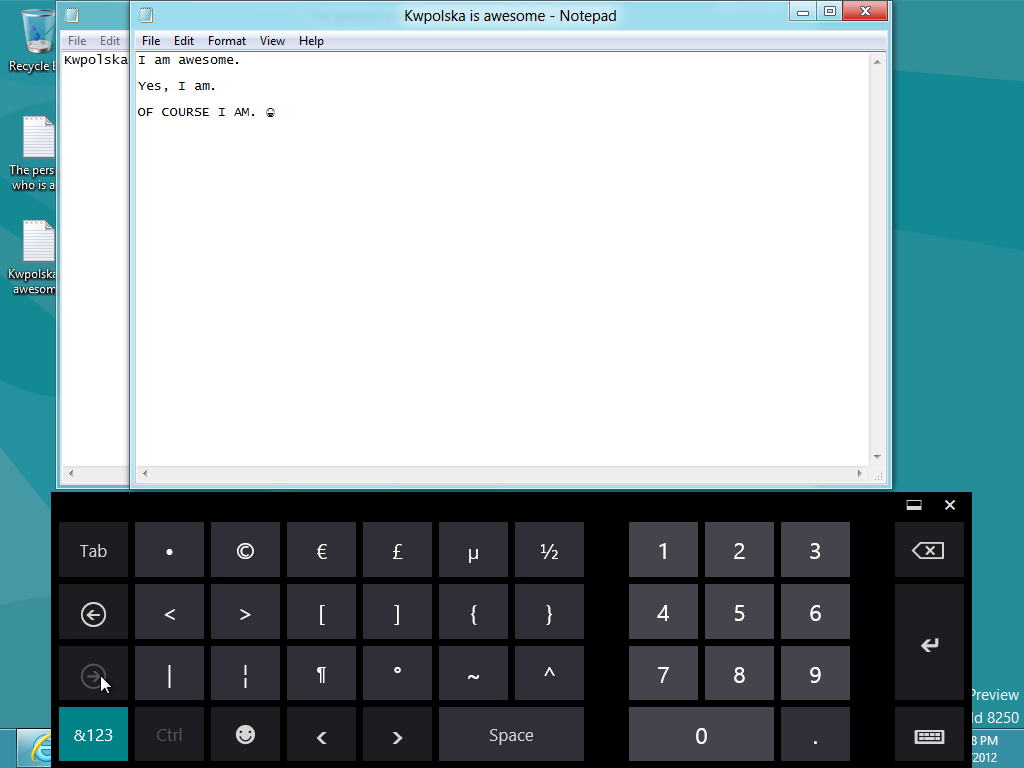 Recycle
The pers
who is a
Kwpolska
awesom
File Edit
Kwpolska
Kwpolska is awesome - Notepad
File Edit Format View Help
I am awesome.
Yes, I am.
OF COURSE I AM. ☺
Tab • © € £ µ ½ 1 2 3
< > [ ] { } 4 5 6
| ¦ ¶ ° ~ ^ 7 8 9
&123 Ctrl < > Space 0 .
Preview
ld 8250
8 PM
/2012